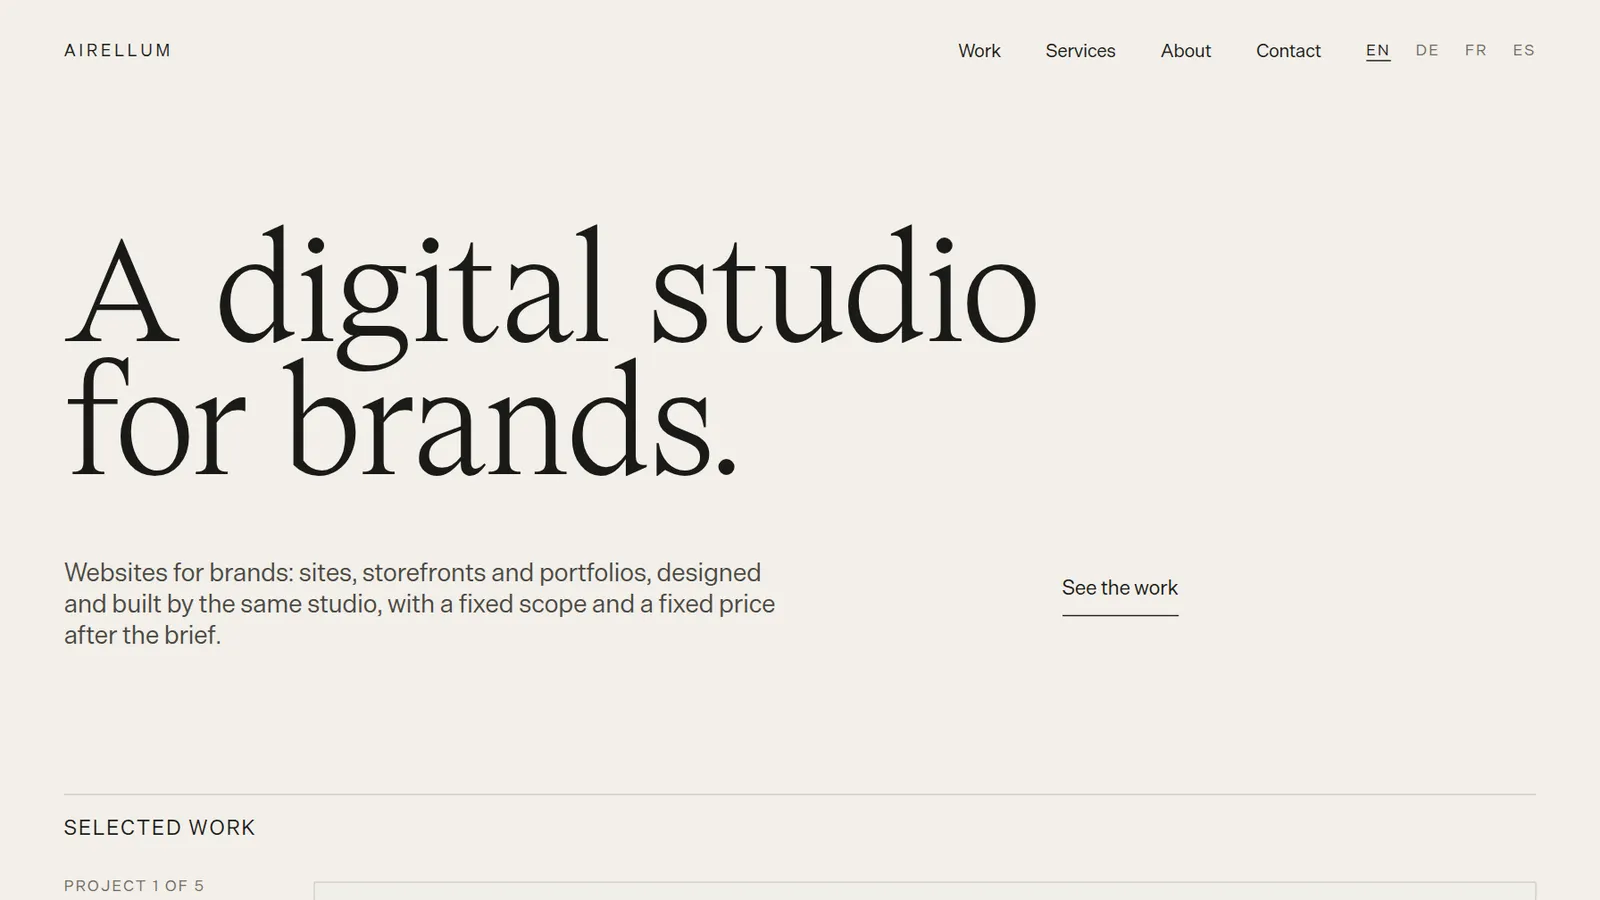 AIRELLUM
Work
Services
About
Contact
EN
DE
FR
ES
A digital studio
for brands.
Websites for brands: sites, storefronts and portfolios, designed
and built by the same studio, with a fixed scope and a fixed price
after the brief.
See the work
SELECTED WORK
PROJECT 1 OF 5